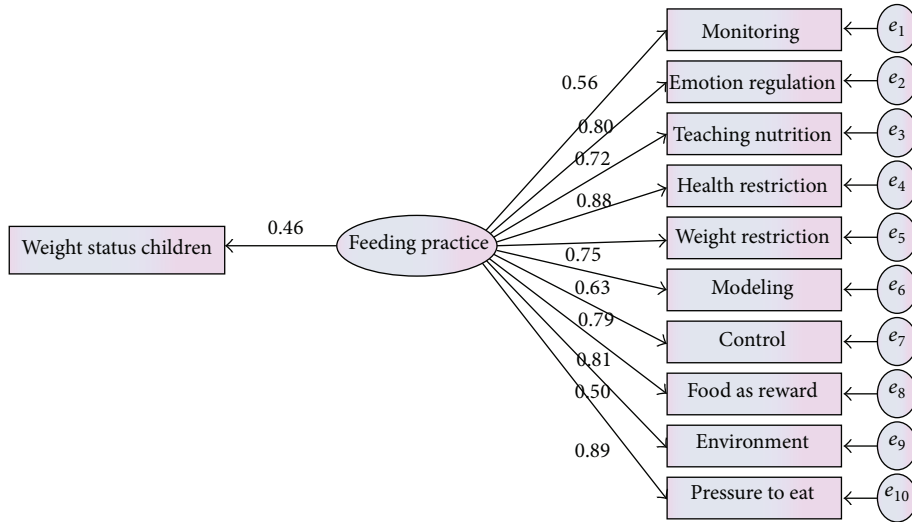 Monitoring
e1
0.56
Emotion regulation
e2
0.80
Teaching nutrition
e3
0.72
Health restriction
e4
0.88
Weight status children
0.46
Feeding practice
Weight restriction
e5
0.75
Modeling
e6
0.63
Control
e7
0.79
Food as reward
e8
0.81
0.50
Environment
e9
0.89
Pressure to eat
e10